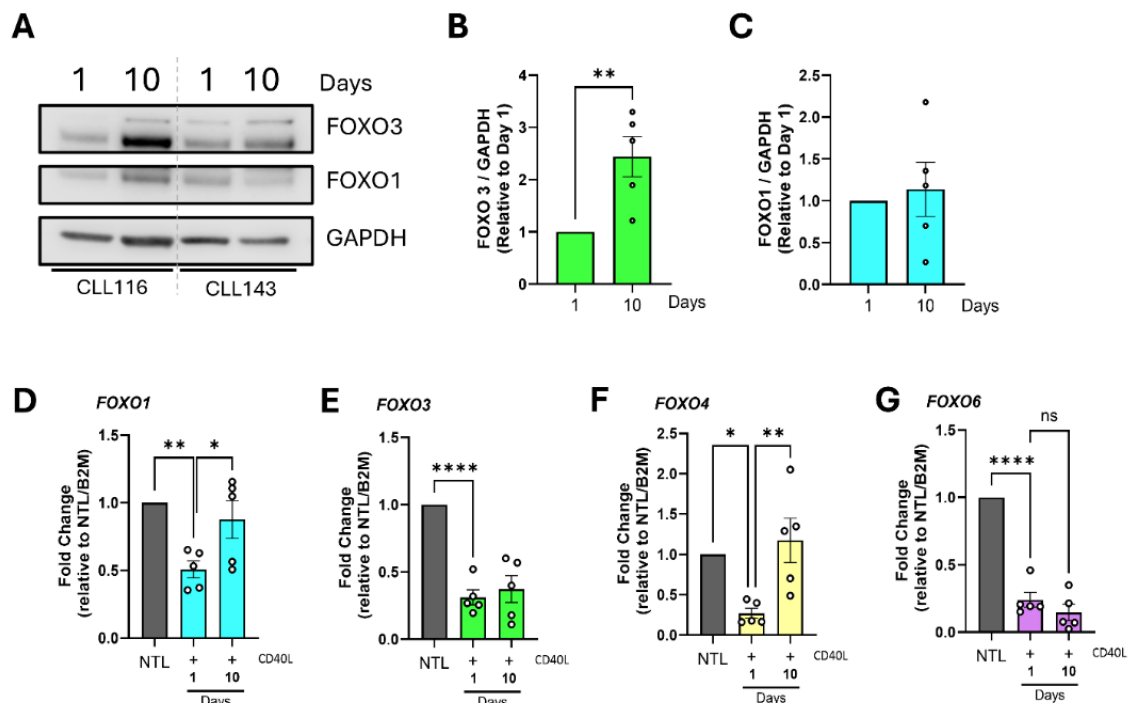 A
1 10 1 10 Days
FOXO3
FOXO1
GAPDH
CLL116 CLL143
B
FOXO 3 / GAPDH
(Relative to Day 1)
4
3
2
1
0
**
1 10 Days
C
FOXO1 / GAPDH
(Relative to Day 1)
2.5
2.0
1.5
1.0
0.5
0.0
1 10 Days
D FOXO1
Fold Change
(relative to NTL/B2M)
1.5
1.0
0.5
0.0
** *
NTL + + CD40L
1 10
Days
E FOXO3
Fold Change
(relative to NTL/B2M)
1.5
1.0
0.5
0.0
****
NTL + + CD40L
1 10
Days
F FOXO4
Fold Change
(relative to NTL/B2M)
2.5
2.0
1.5
1.0
0.5
0.0
* **
NTL + + CD40L
1 10
Days
G FOXO6
Fold Change
(relative to NTL/B2M)
1.5
1.0
0.5
0.0
ns
****
NTL + + CD40L
1 10
Days